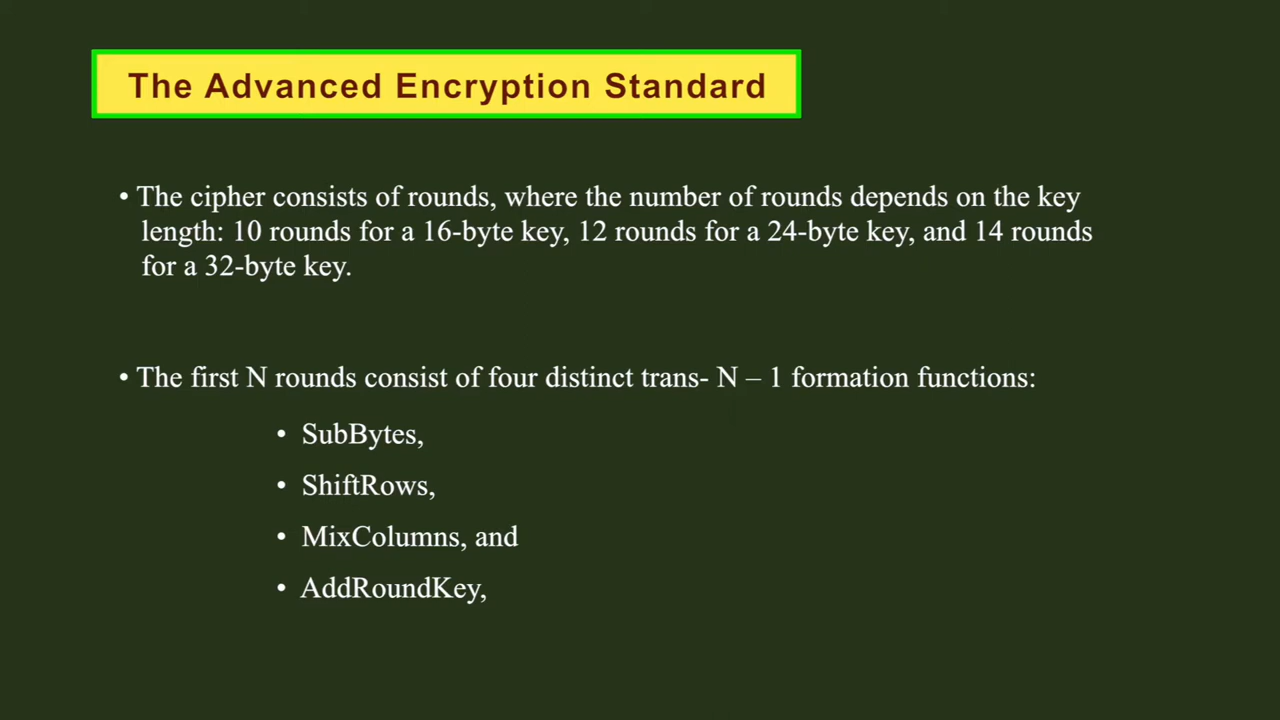 The Advanced Encryption Standard
• The cipher consists of rounds, where the number of rounds depends on the key
length: 10 rounds for a 16-byte key, 12 rounds for a 24-byte key, and 14 rounds
for a 32-byte key.
• The first N rounds consist of four distinct trans- N – 1 formation functions:
• SubBytes,
• ShiftRows,
• MixColumns, and
• AddRoundKey,